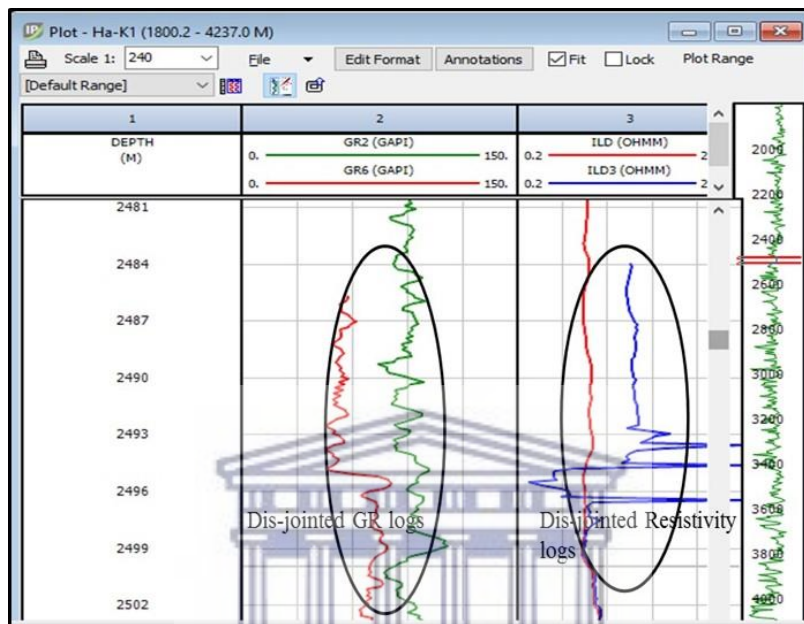 Plot - Ha-K1 (1800.2 - 4237.0 M)
Scale 1: 240 File Edit Format Annotations Fit Lock Plot Range
[Default Range]
1 2 3
DEPTH
(M)
GR2 (GAPI)
0. 150.
GR6 (GAPI)
0. 150.
ILD (OHMM)
0.2 2
ILD3 (OHMM)
0.2 2
2481
2484
2487
2490
2493
2496
2499
2502
Dis-jointed GR logs
Dis-jointed Resistivity
logs
2000
2200
2400
2600
2800
3000
3200
3400
3600
3800
4000